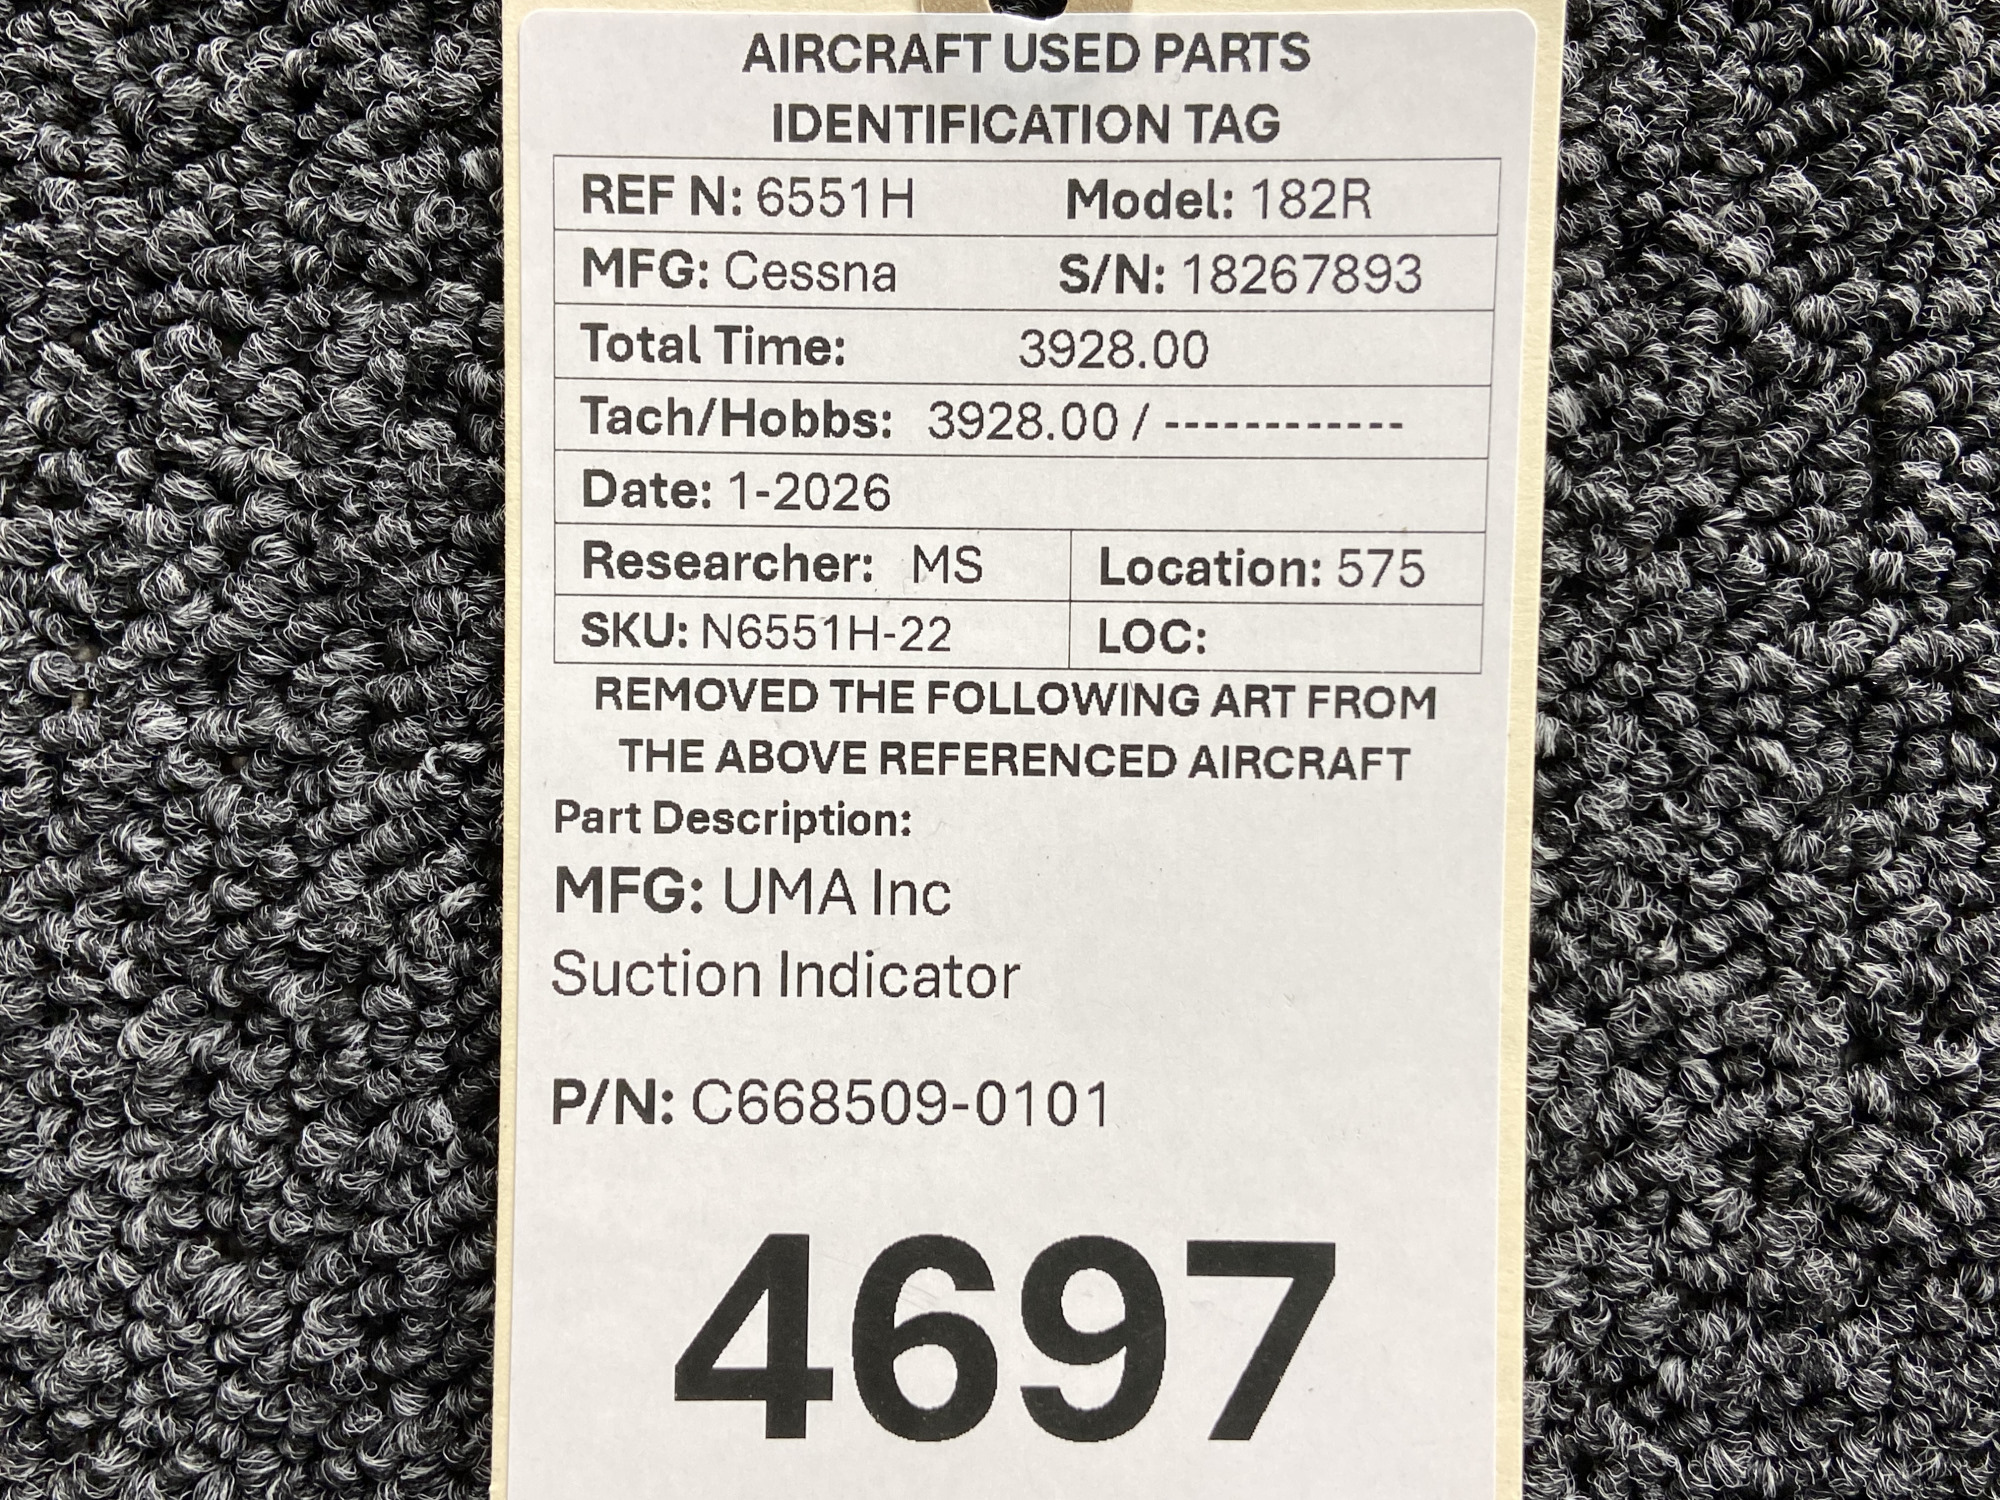 AIRCRAFT USED PARTS
IDENTIFICATION TAG
REF N: 6551H Model: 182R
MFG: Cessna S/N: 18267893
Total Time: 3928.00
Tach/Hobbs: 3928.00 / ------------
Date: 1-2026
Researcher: MS Location: 575
SKU: N6551H-22 LOC:
REMOVED THE FOLLOWING ART FROM
THE ABOVE REFERENCED AIRCRAFT
Part Description:
MFG: UMA Inc
Suction Indicator
P/N: C668509-0101
4697